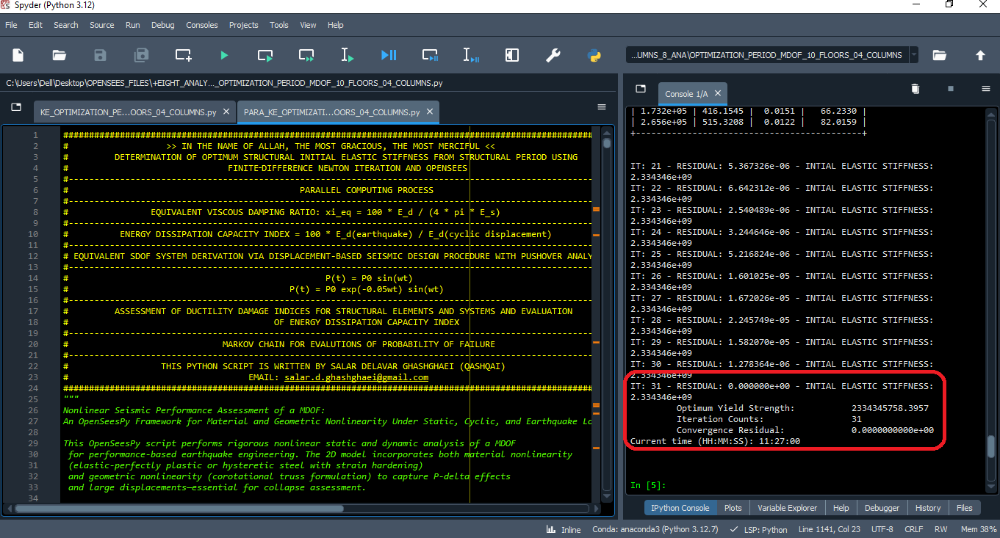 Spyder (Python 3.12)
File Edit Search Source Run Debug Consoles Projects Tools View Help
...UMNS_8_ANA\OPTIMIZATION_PERIOD_MDOF_10_FLOORS_04_COLUMNS
C:\Users\Dell\Desktop\OPENSEES_FILES\+EIGHT_ANALY..._OPTIMIZATION_PERIOD_MDOF_10_FLOORS_04_COLUMNS.py
KE_OPTIMIZATION_PE...OORS_04_COLUMNS.py
PARA_KE_OPTIMIZATI...OORS_04_COLUMNS.py
1 ########################################################################################################
2 # >> IN THE NAME OF ALLAH, THE MOST GRACIOUS, THE MOST MERCIFUL <<
3 # DETERMINATION OF OPTIMUM STRUCTURAL INITIAL ELASTIC STIFFNESS FROM STRUCTURAL PERIOD USING
4 # FINITE-DIFFERENCE NEWTON ITERATION AND OPENSEES
5 #-------------------------------------------------------------------------------------------------------
6 # PARALLEL COMPUTING PROCESS
7 #-------------------------------------------------------------------------------------------------------
8 # EQUIVALENT VISCOUS DAMPING RATIO: xi_eq = 100 * E_d / (4 * pi * E_s)
9 #-------------------------------------------------------------------------------------------------------
10 # ENERGY DISSIPATION CAPACITY INDEX = 100 * E_d(earthquake) / E_d(cyclic displacement)
11 #-------------------------------------------------------------------------------------------------------
12 # EQUIVALENT SDOF SYSTEM DERIVATION VIA DISPLACEMENT-BASED SEISMIC DESIGN PROCEDURE WITH PUSHOVER ANALY
13 #-------------------------------------------------------------------------------------------------------
14 # P(t) = P0 sin(wt)
15 # P(t) = P0 exp(-0.05wt) sin(wt)
16 #-------------------------------------------------------------------------------------------------------
17 # ASSESSMENT OF DUCTILITY DAMAGE INDICES FOR STRUCTURAL ELEMENTS AND SYSTEMS AND EVALUATION
18 # OF ENERGY DISSIPATION CAPACITY INDEX
19 #-------------------------------------------------------------------------------------------------------
20 # MARKOV CHAIN FOR EVALUTIONS OF PROBABILITY OF FAILURE
21 #-------------------------------------------------------------------------------------------------------
22 # THIS PYTHON SCRIPT IS WRITTEN BY SALAR DELAVAR GHASHGHAEI (QASHQAI)
23 # EMAIL: salar.d.ghashghaei@gmail.com
24 ########################################################################################################
25 """
26 Nonlinear Seismic Performance Assessment of a MDOF:
27 An OpenSeesPy Framework for Material and Geometric Nonlinearity Under Static, Cyclic, and Earthquake Lo
28
29 This OpenSeesPy script performs rigorous nonlinear static and dynamic analysis of a MDOF
30 for performance-based earthquake engineering. The 2D model incorporates both material nonlinearity
31 (elastic-perfectly plastic or hysteretic steel with strain hardening)
32 and geometric nonlinearity (corotational truss formulation) to capture P-delta effects
33 and large displacements—essential for collapse assessment.
34
Console 1/A
| 1.732e+05 | 416.1545 | 0.0151 | 66.2330 |
| 2.656e+05 | 515.3208 | 0.0122 | 82.0159 |
+---------------------------------------------+
IT: 21 - RESIDUAL: 5.367326e-06 - INTIAL ELASTIC STIFFNESS:
2.334346e+09
IT: 22 - RESIDUAL: 6.642312e-06 - INTIAL ELASTIC STIFFNESS:
2.334346e+09
IT: 23 - RESIDUAL: 2.540489e-06 - INTIAL ELASTIC STIFFNESS:
2.334346e+09
IT: 24 - RESIDUAL: 3.244646e-06 - INTIAL ELASTIC STIFFNESS:
2.334346e+09
IT: 25 - RESIDUAL: 5.216824e-06 - INTIAL ELASTIC STIFFNESS:
2.334346e+09
IT: 26 - RESIDUAL: 1.601025e-05 - INTIAL ELASTIC STIFFNESS:
2.334346e+09
IT: 27 - RESIDUAL: 1.672026e-05 - INTIAL ELASTIC STIFFNESS:
2.334346e+09
IT: 28 - RESIDUAL: 2.245749e-05 - INTIAL ELASTIC STIFFNESS:
2.334346e+09
IT: 29 - RESIDUAL: 1.582070e-05 - INTIAL ELASTIC STIFFNESS:
2.334346e+09
IT: 30 - RESIDUAL: 1.278364e-06 - INTIAL ELASTIC STIFFNESS:
2.334346e+09
IT: 31 - RESIDUAL: 0.000000e+00 - INTIAL ELASTIC STIFFNESS:
2.334346e+09
Optimum Yield Strength: 2334345758.3957
Iteration Counts: 31
Convergence Residual: 0.0000000000e+00
Current time (HH:MM:SS): 11:27:00
In [5]:
IPython Console Plots Variable Explorer Help Debugger History Files
Inline Conda: anaconda3 (Python 3.12.7) LSP: Python Line 1141, Col 23 UTF-8 CRLF RW Mem 38%